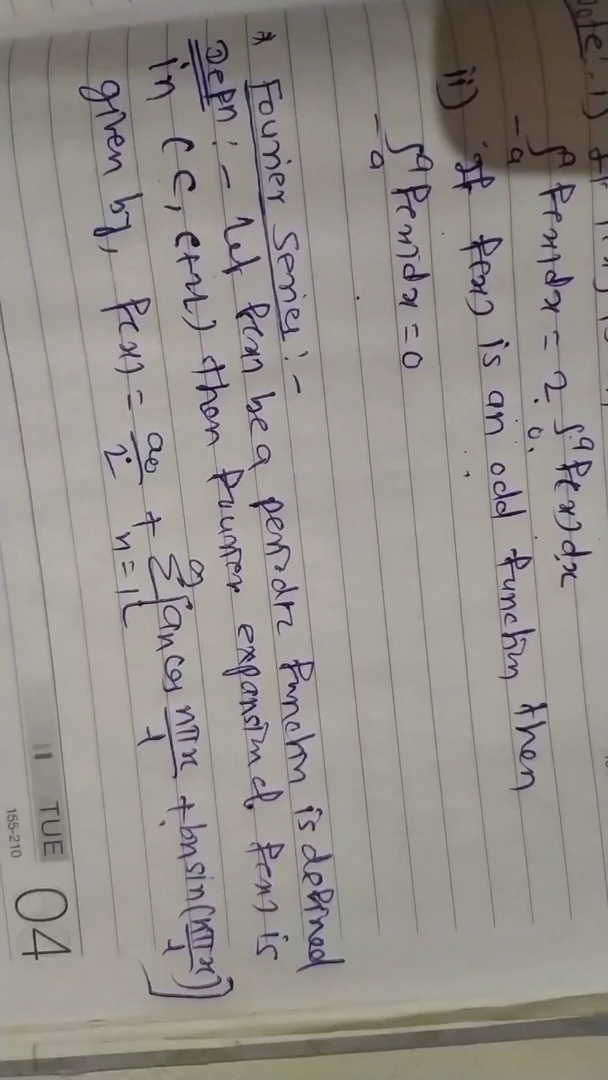 Note:- i) If f(x) is
∫_{-a}^{a} f(x)dx = 2 ∫_{0}^{a} f(x)dx
ii) if f(x) is an odd function then
∫_{-a}^{a} f(x)dx = 0
* Fourier Series :-
Defn :- Let f(x) be a periodic function is defined
in (c, c+2l) then Fourier expansion of f(x) is
given by, f(x) = a0/2 + ∑_{n=1}^{∞} [an cos nπx/l + bn sin(nπx/l)]
11 TUE 04
155-210